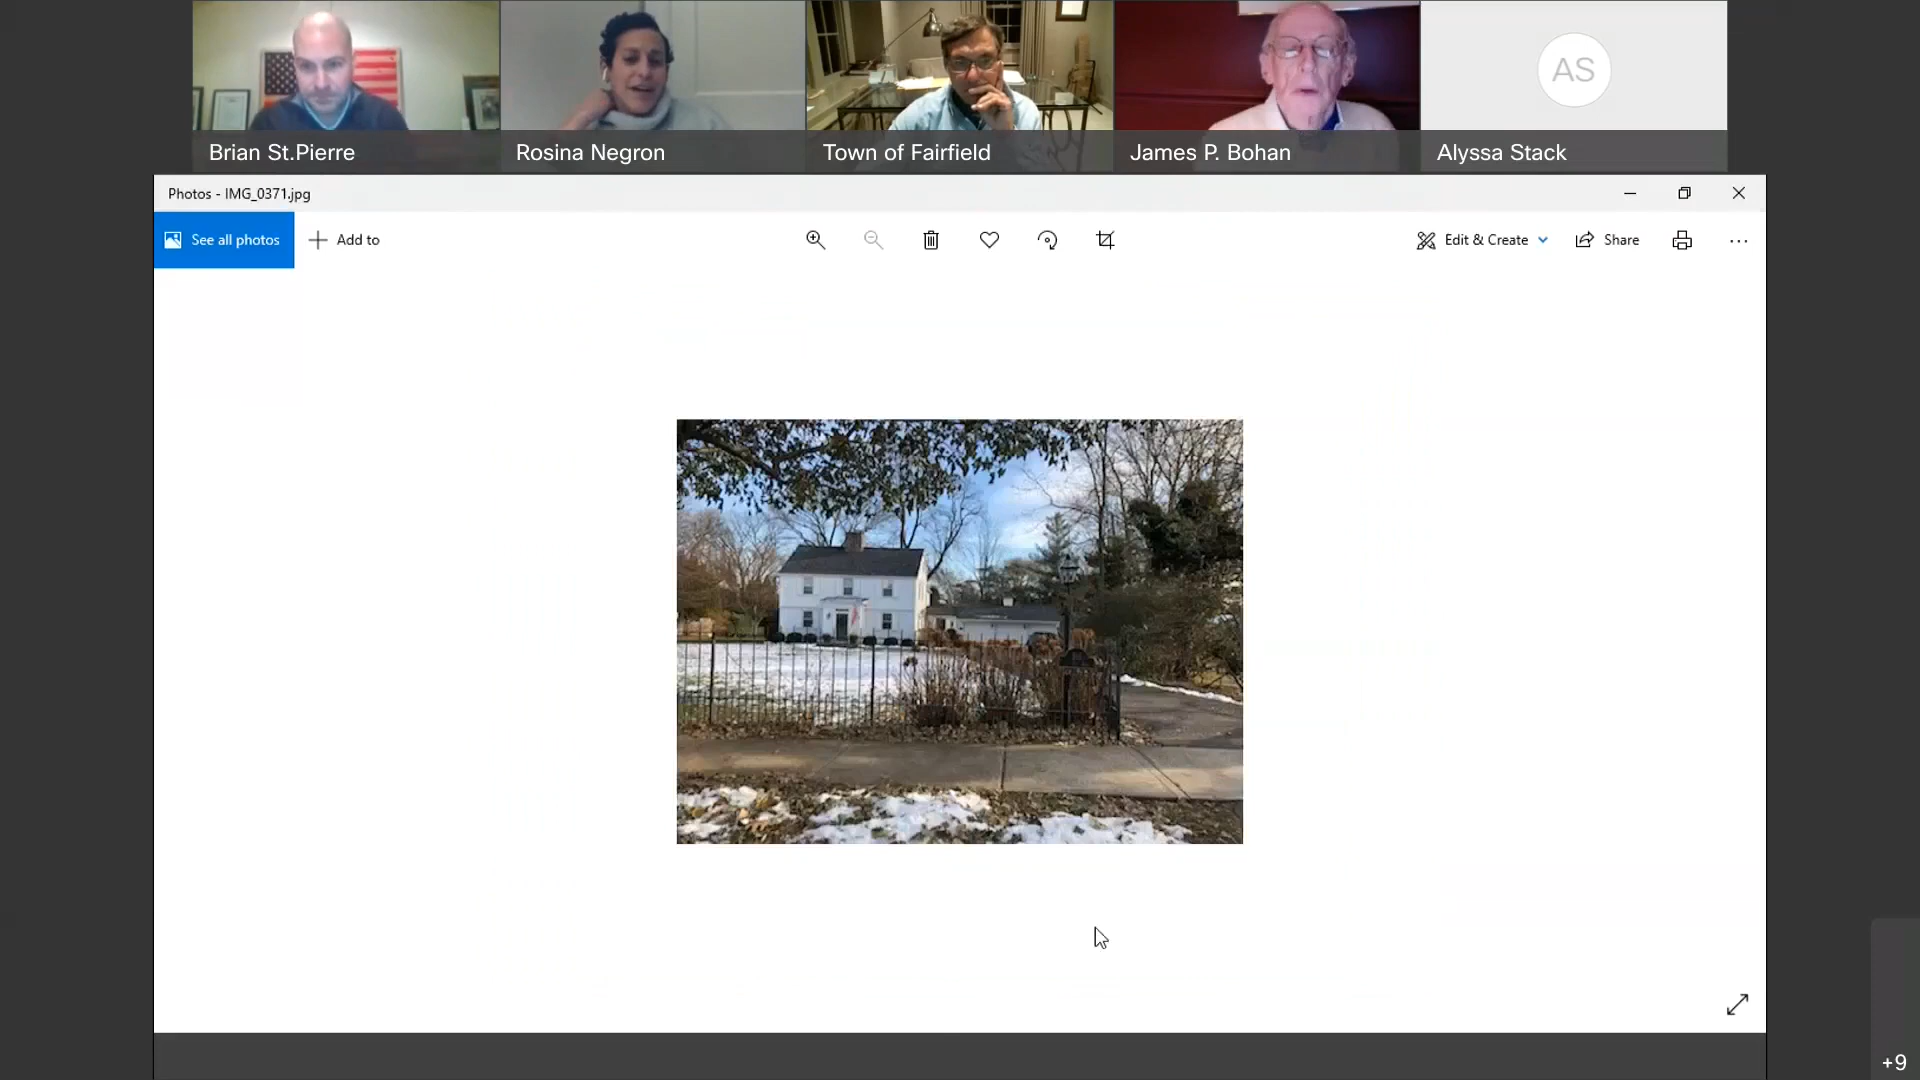 Brian St.Pierre
Rosina Negron
Town of Fairfield
James P. Bohan
AS
Alyssa Stack
Photos - IMG_0371.jpg
See all photos
Add to
Edit & Create
Share
+9